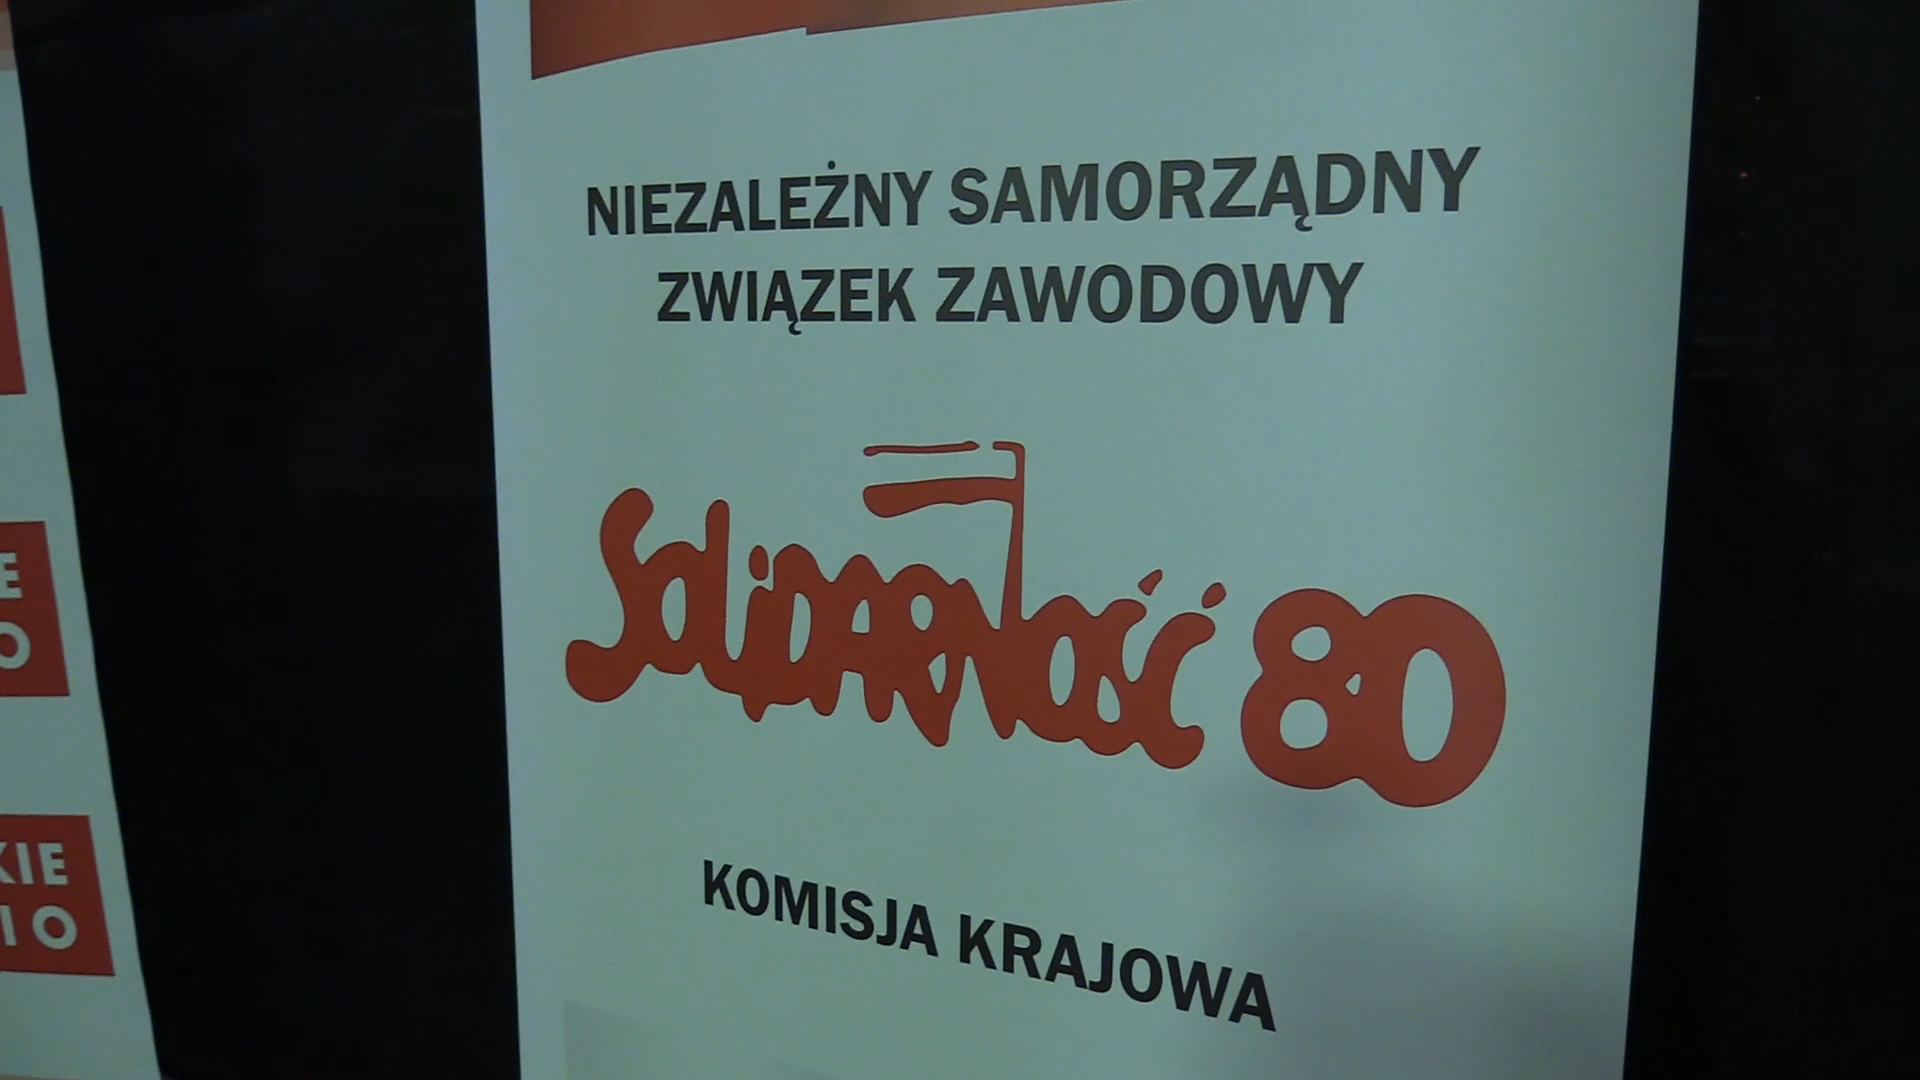 NIEZALEŻNY SAMORZĄDNY
ZWIĄZEK ZAWODOWY
Solidarność 80
KOMISJA KRAJOWA